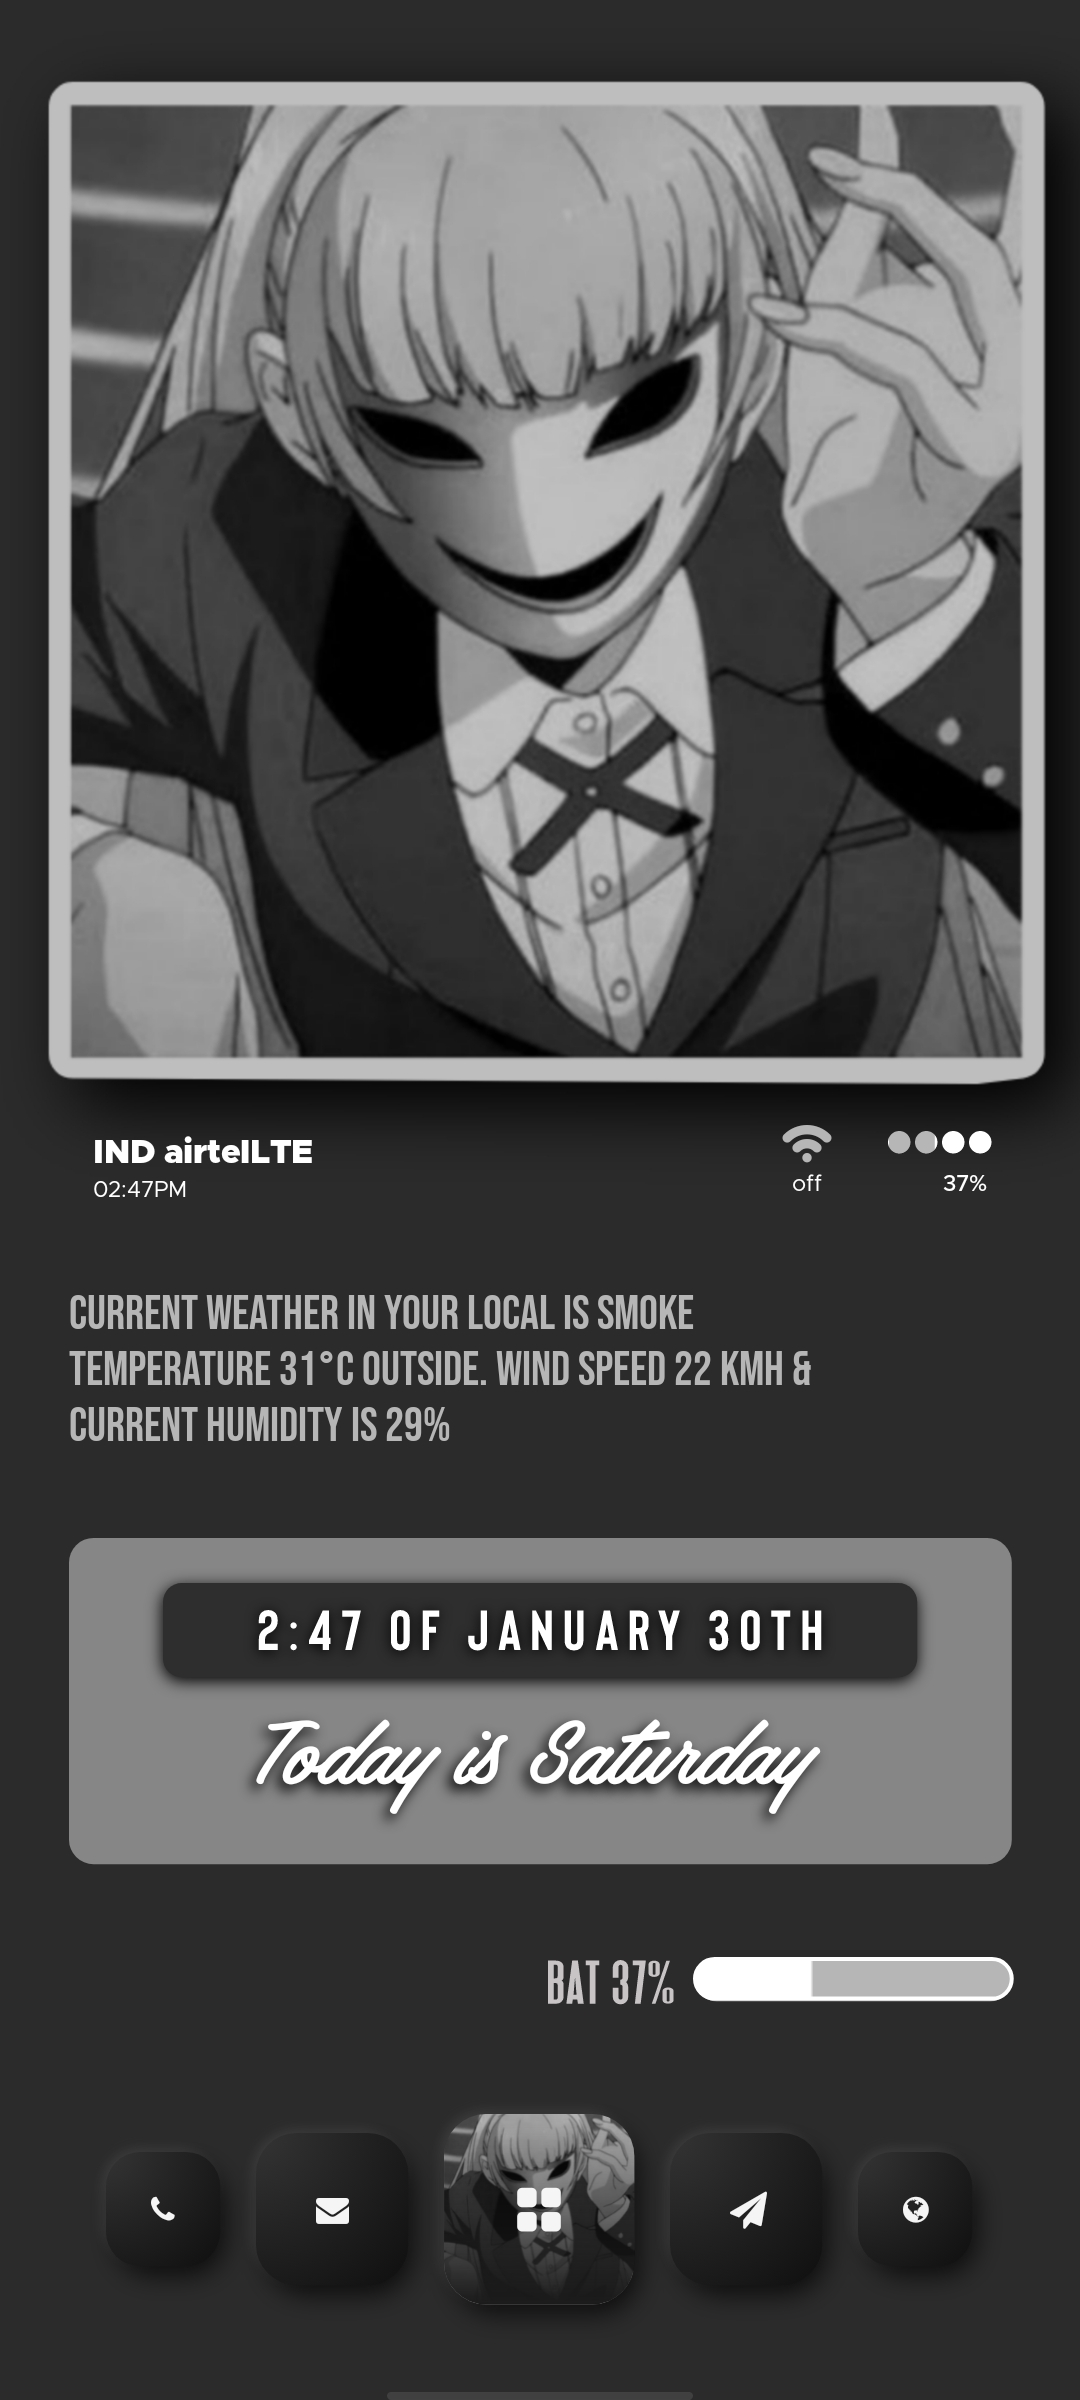 IND airtelLTE
02:47PM
off
37%
CURRENT WEATHER IN YOUR LOCAL IS SMOKE
TEMPERATURE 31°C OUTSIDE. WIND SPEED 22 KMH &
CURRENT HUMIDITY IS 29%
2:47 OF JANUARY 30TH
Today is Saturday
BAT 37%